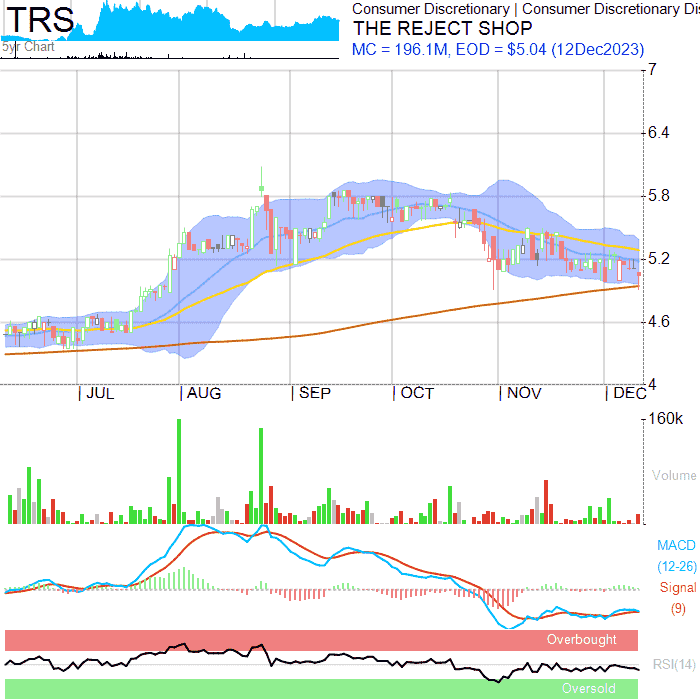 TRS
5yr Chart
Consumer Discretionary | Consumer Discretionary Dis
THE REJECT SHOP
MC = 196.1M, EOD = $5.04 (12Dec2023)
7
6.4
5.8
5.2
4.6
4
JUL
AUG
SEP
OCT
NOV
DEC
160k
Volume
MACD
(12-26)
Signal
(9)
Overbought
RSI(14)
Oversold